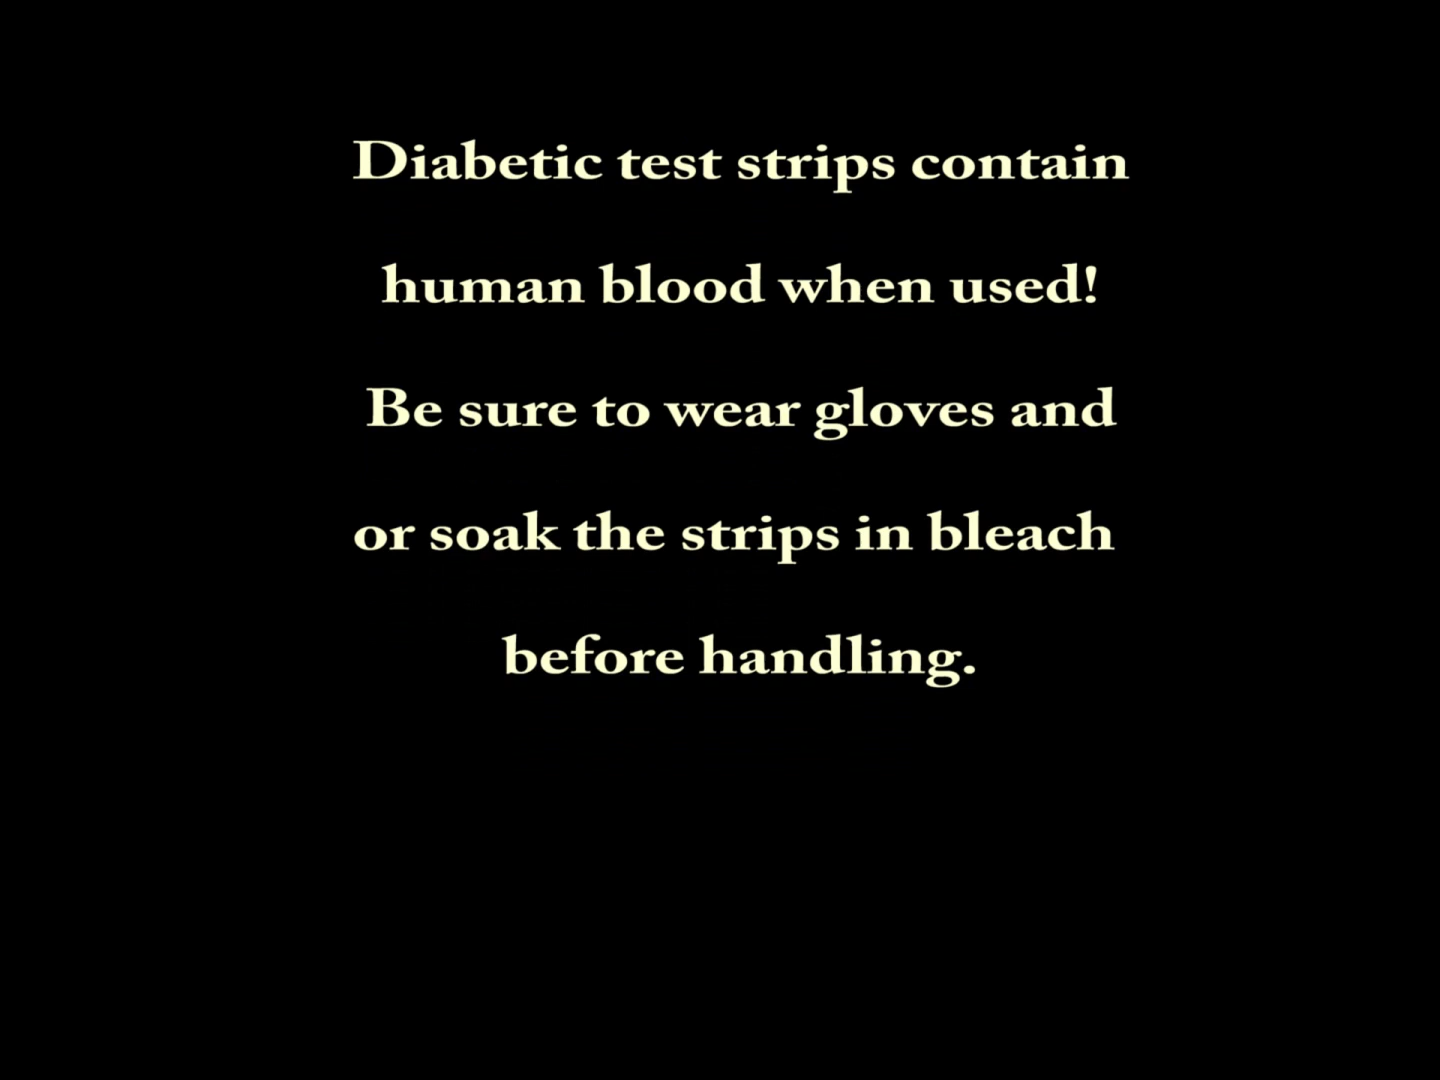 Diabetic test strips contain
human blood when used!
Be sure to wear gloves and
or soak the strips in bleach
before handling.